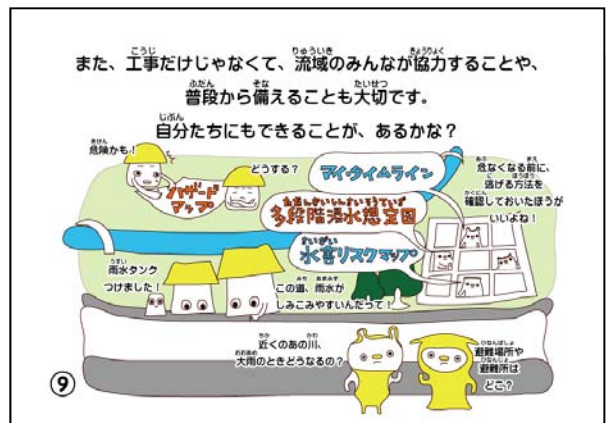 また、工事だけじゃなくて、流域のみんなが協力することや、
普段から備えることも大切です。
自分たちにもできることが、あるかな？
危険かも！
ハザード
マップ
どうする？
マイ・タイムライン
多段階浸水想定図
水害リスクマップ
危なくなる前に、
逃げる方法を
確認しておいたほうが
いいよね！
雨水タンク
つけました！
この道、雨水が
しみこみやすいんだって！
近くのあの川、
大雨のときどうなるの？
避難場所や
避難所は
どこ？
⑨